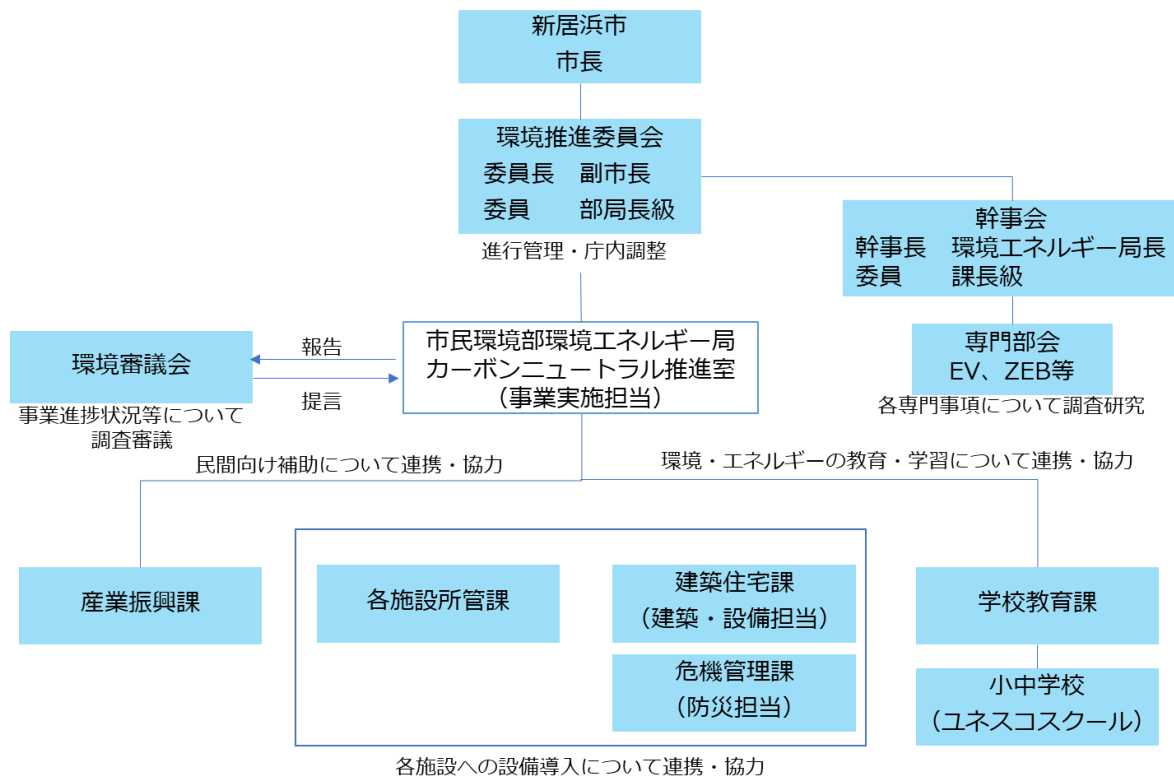 新居浜市
市長
環境推進委員会
委員長 副市長
委員 部局長級
進行管理・庁内調整
幹事会
幹事長 環境エネルギー局長
委員 課長級
専門部会
EV、ZEB等
各専門事項について調査研究
環境審議会
事業進捗状況等について
調査審議
報告
提言
市民環境部環境エネルギー局
カーボンニュートラル推進室
（事業実施担当）
民間向け補助について連携・協力
環境・エネルギーの教育・学習について連携・協力
産業振興課
各施設所管課
建築住宅課
（建築・設備担当）
危機管理課
（防災担当）
各施設への設備導入について連携・協力
学校教育課
小中学校
（ユネスコスクール）